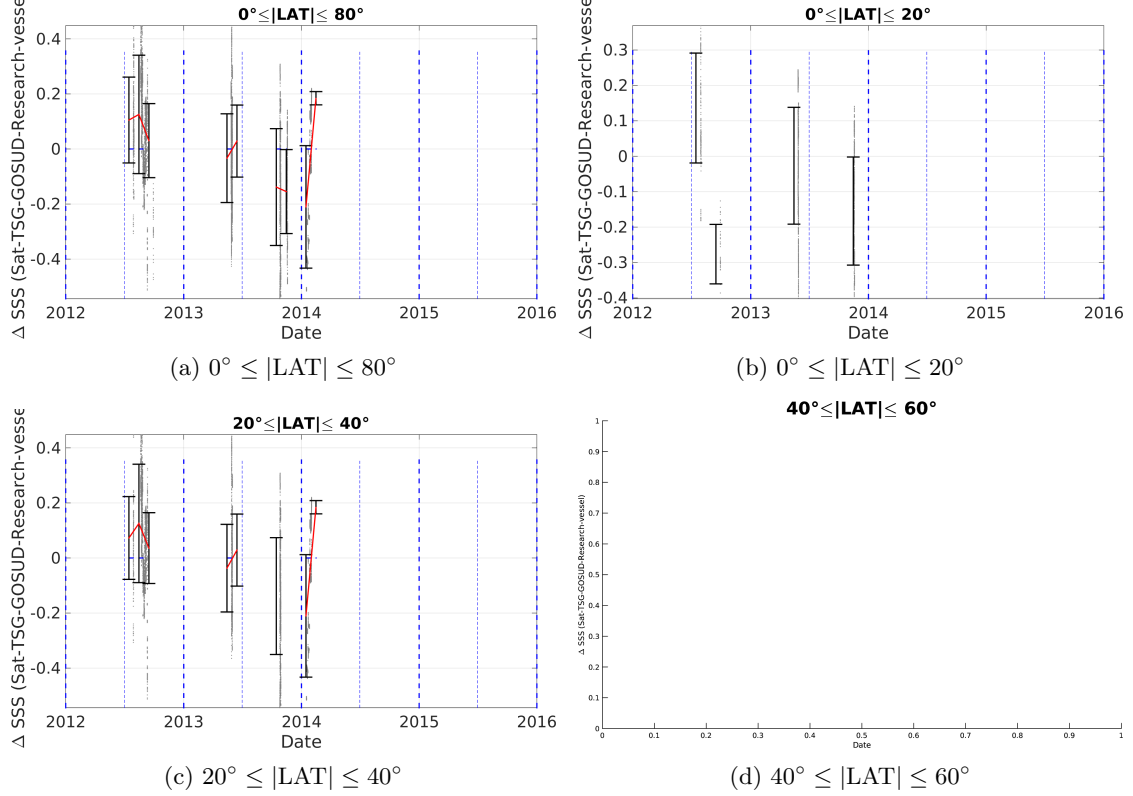 0°≤|LAT|≤ 80°
Δ SSS (Sat-TSG-GOSUD-Research-vessel
0.4
0.2
0
-0.2
-0.4
2012 2013 2014 2015 2016
Date
(a) 0° ≤ |LAT| ≤ 80°
0°≤|LAT|≤ 20°
Δ SSS (Sat-TSG-GOSUD-Research-vessel
0.3
0.2
0.1
0
-0.1
-0.2
-0.3
-0.4
2012 2013 2014 2015 2016
Date
(b) 0° ≤ |LAT| ≤ 20°
20°≤|LAT|≤ 40°
Δ SSS (Sat-TSG-GOSUD-Research-vesse
0.4
0.2
0
-0.2
-0.4
2012 2013 2014 2015 2016
Date
(c) 20° ≤ |LAT| ≤ 40°
40°≤|LAT|≤ 60°
Δ SSS (Sat-TSG-GOSUD-Research-vessel)
1
0.9
0.8
0.7
0.6
0.5
0.4
0.3
0.2
0.1
0
0 0.1 0.2 0.3 0.4 0.5 0.6 0.7 0.8 0.9 1
Date
(d) 40° ≤ |LAT| ≤ 60°